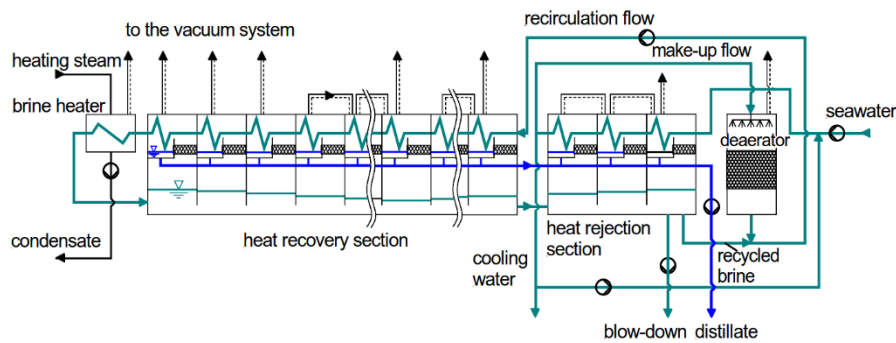 recirculation flow
to the vacuum system
make-up flow
heating steam
brine heater
seawater
deaerator
heat recovery section
heat rejection
section
condensate
cooling
water
recycled
brine
blow-down
distillate